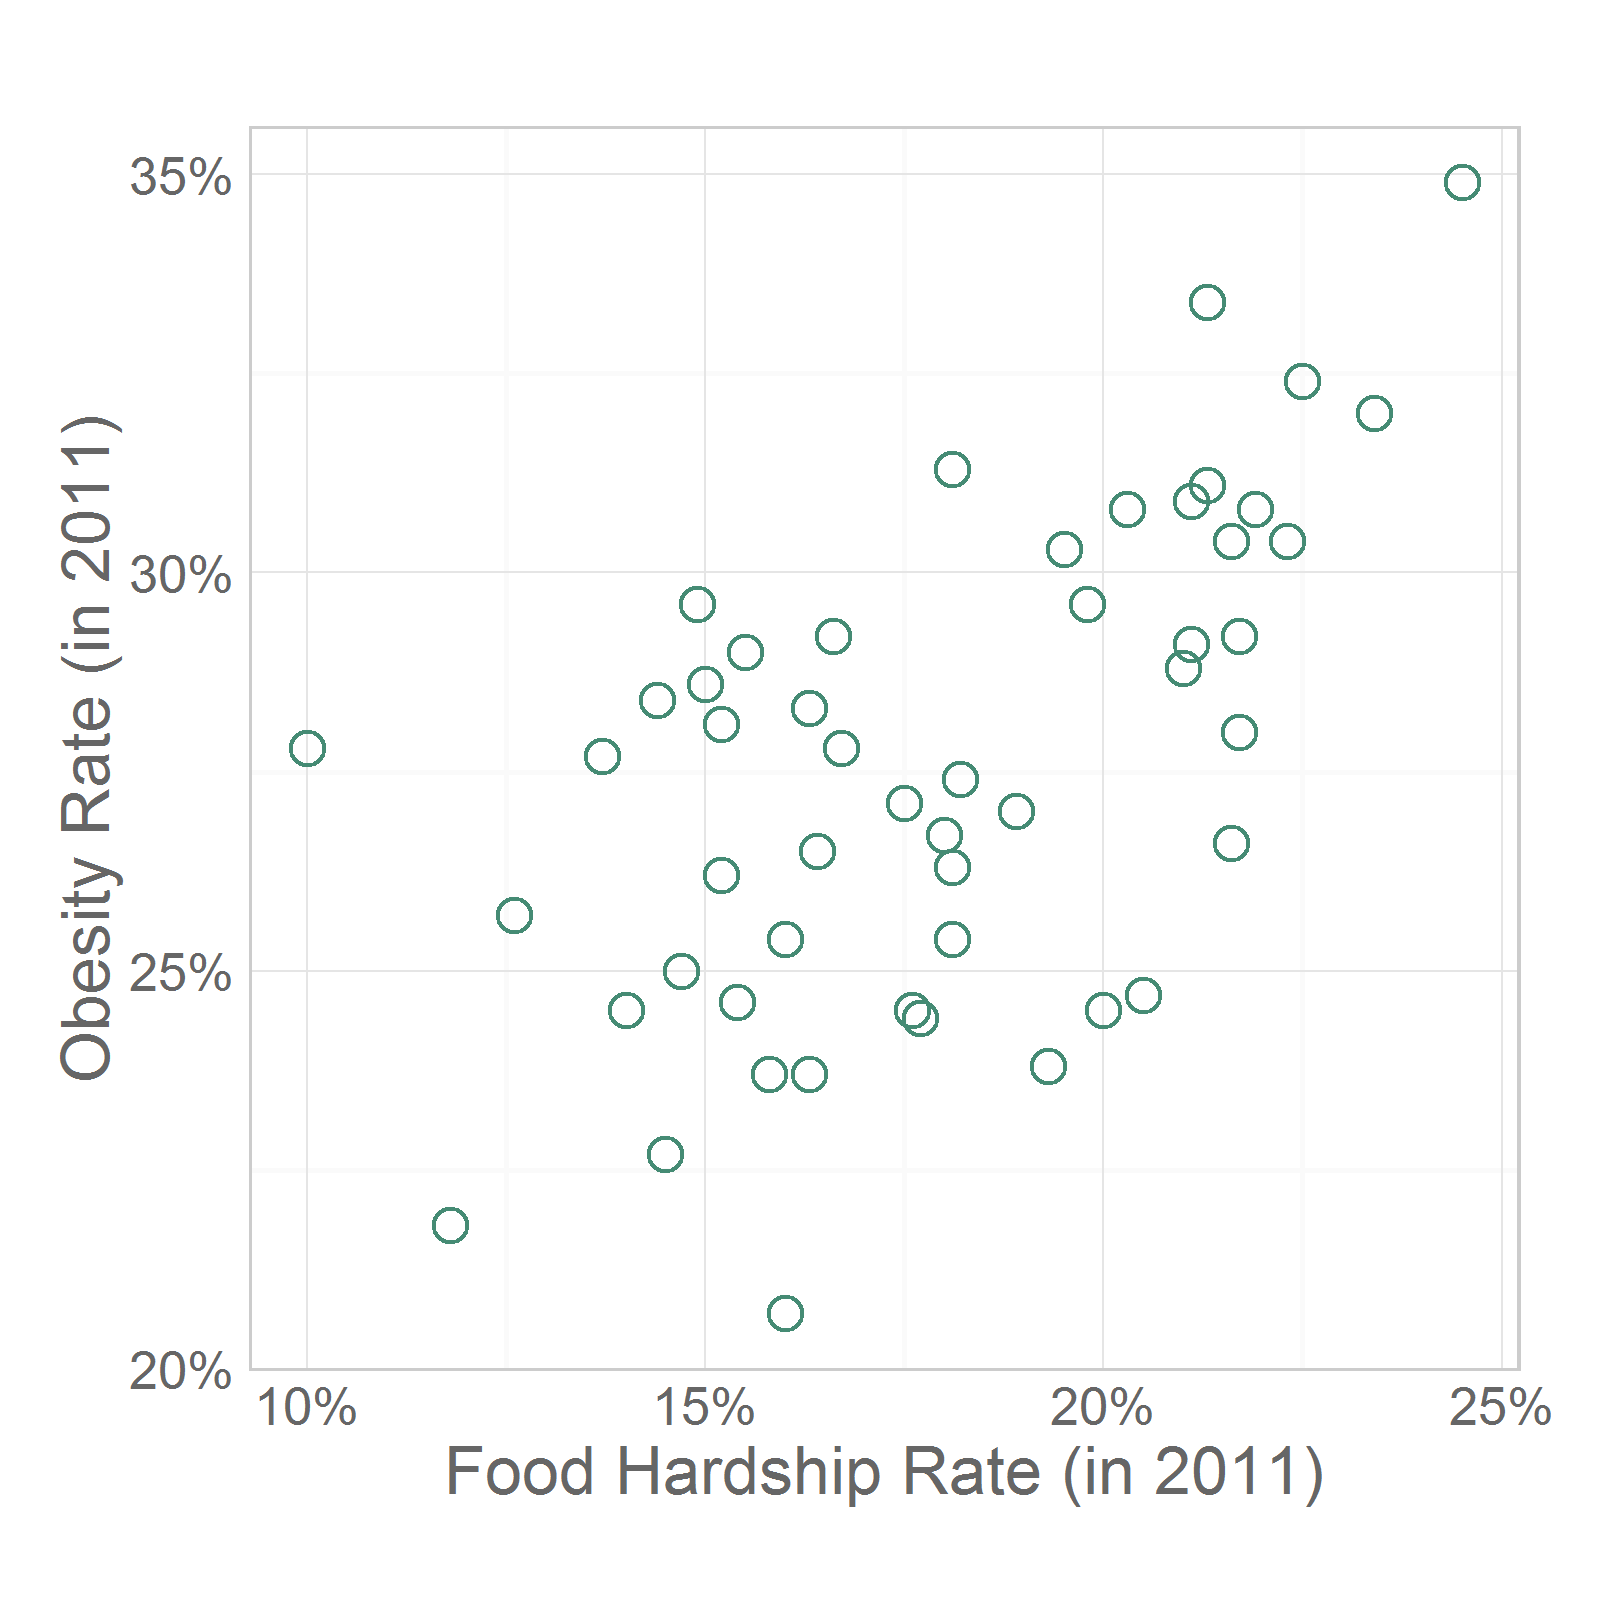 Obesity Rate (in 2011)
35%
30%
25%
20%
10% 15% 20% 25%
Food Hardship Rate (in 2011)